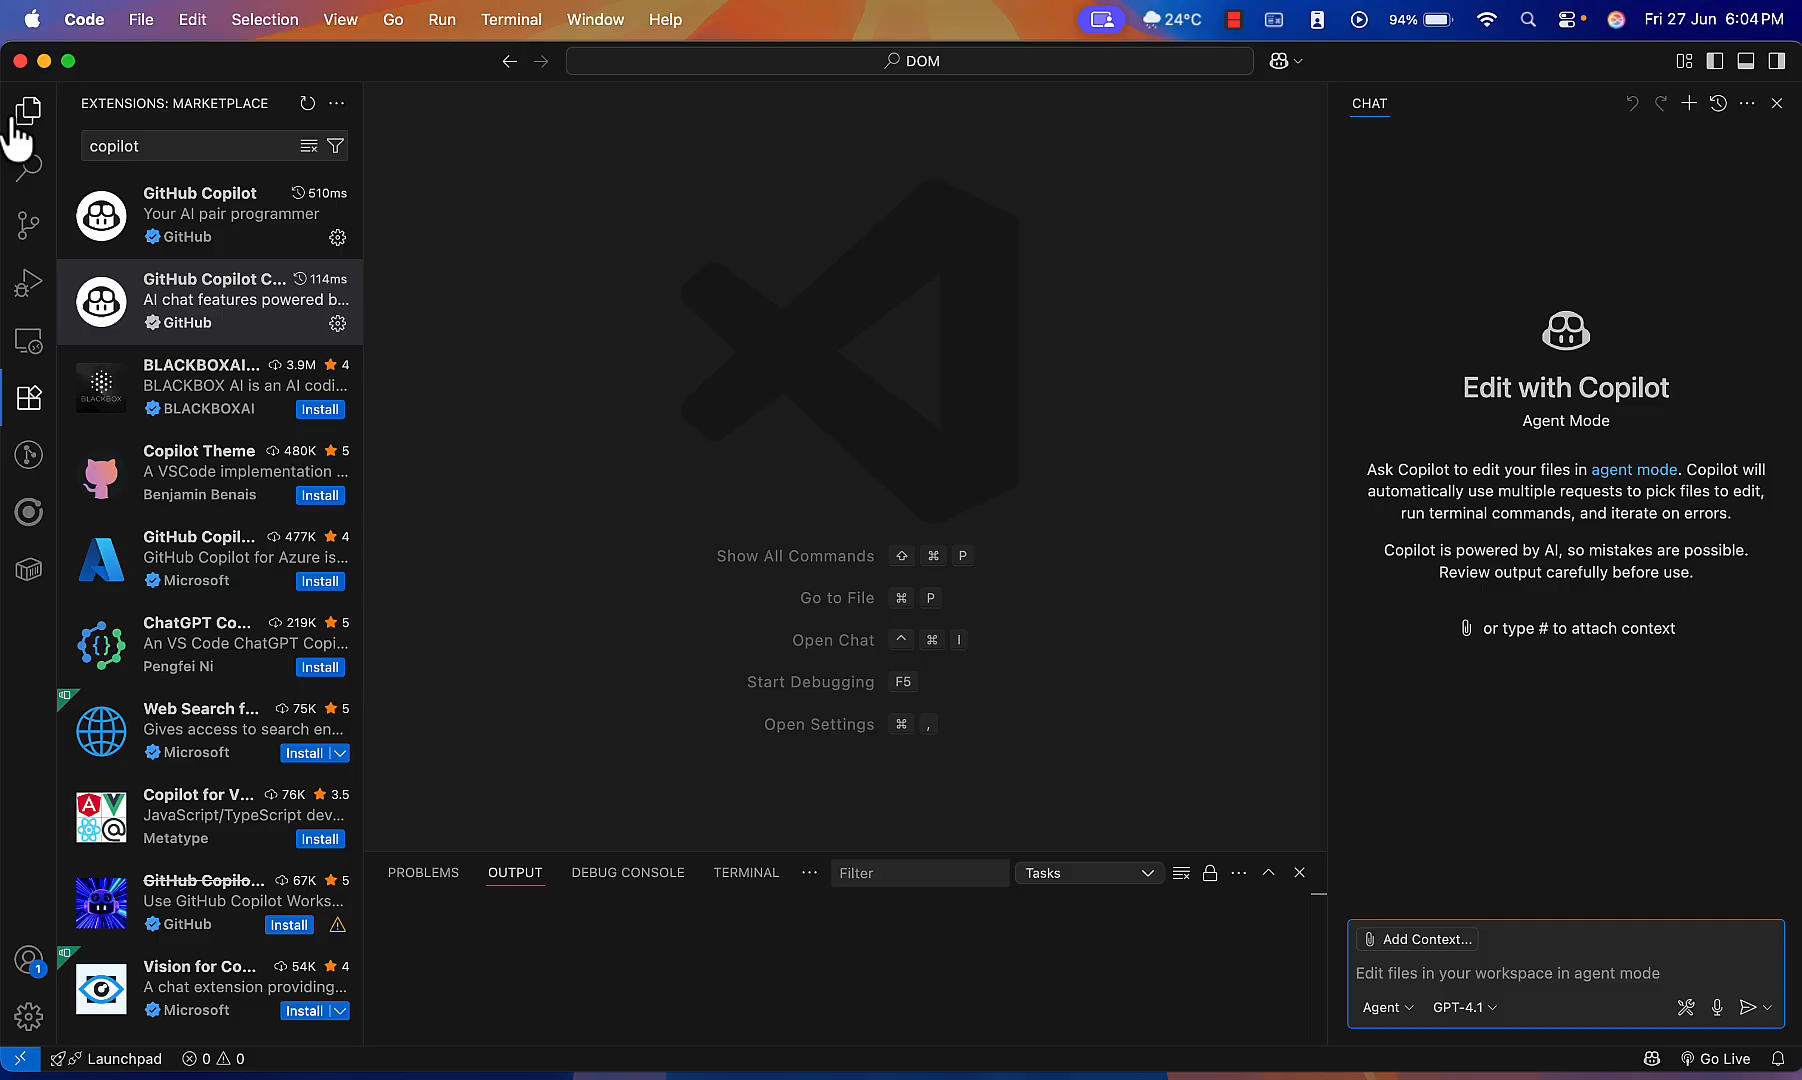 Code File Edit Selection View Go Run Terminal Window Help
24°C 94% Fri 27 Jun 6:04 PM
DOM
EXTENSIONS: MARKETPLACE
copilot
GitHub Copilot 510ms
Your AI pair programmer
GitHub
GitHub Copilot C... 114ms
AI chat features powered b...
GitHub
BLACKBOXAI... 3.9M 4
BLACKBOX AI is an AI codi...
BLACKBOX
BLACKBOXAI Install
Copilot Theme 480K 5
A VSCode implementation ...
Benjamin Benais Install
GitHub Copil... 477K 4
GitHub Copilot for Azure is...
Microsoft Install
ChatGPT Co... 219K 5
An VS Code ChatGPT Copi...
Pengfei Ni Install
Web Search f... 75K 5
Gives access to search en...
Microsoft Install
Copilot for V... 76K 3.5
JavaScript/TypeScript dev...
Metatype Install
GitHub Copilo... 67K 5
Use GitHub Copilot Works...
GitHub Install
Vision for Co... 54K 4
A chat extension providing...
Microsoft Install
1
Show All Commands ⇧ ⌘ P
Go to File ⌘ P
Open Chat ^ ⌘ I
Start Debugging F5
Open Settings ⌘ ,
PROBLEMS OUTPUT DEBUG CONSOLE TERMINAL ... Filter Tasks
CHAT
Edit with Copilot
Agent Mode
Ask Copilot to edit your files in agent mode. Copilot will
automatically use multiple requests to pick files to edit,
run terminal commands, and iterate on errors.
Copilot is powered by AI, so mistakes are possible.
Review output carefully before use.
or type # to attach context
Add Context...
Edit files in your workspace in agent mode
Agent GPT-4.1
Launchpad 0 0 Go Live